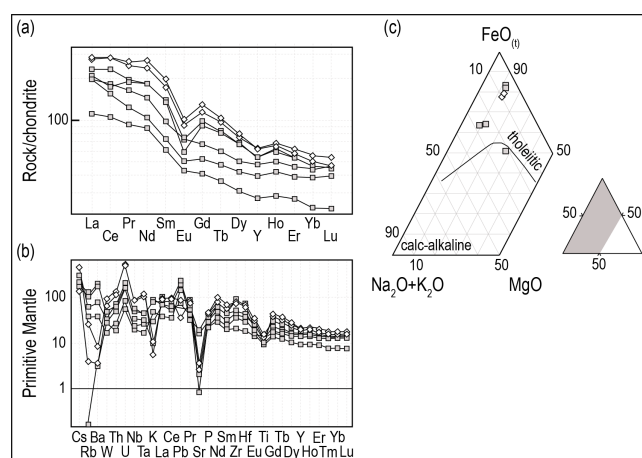 (a)
Rock/chondrite
100
La Pr Sm Gd Dy Ho Yb
Ce Nd Eu Tb Y Er Lu
(b)
Primitive Mantle
100
10
1
Cs Ba Th Nb K Ce Pr P Sm Hf Ti Tb Y Er Yb
Rb W U Ta La Pb Sr Nd Zr Eu Gd Dy Ho Tm Lu
(c)
FeO(t)
10 90
tholeiitic
50 50
90
calc-alkaline
50 10
Na2O+K2O MgO
50 50
50